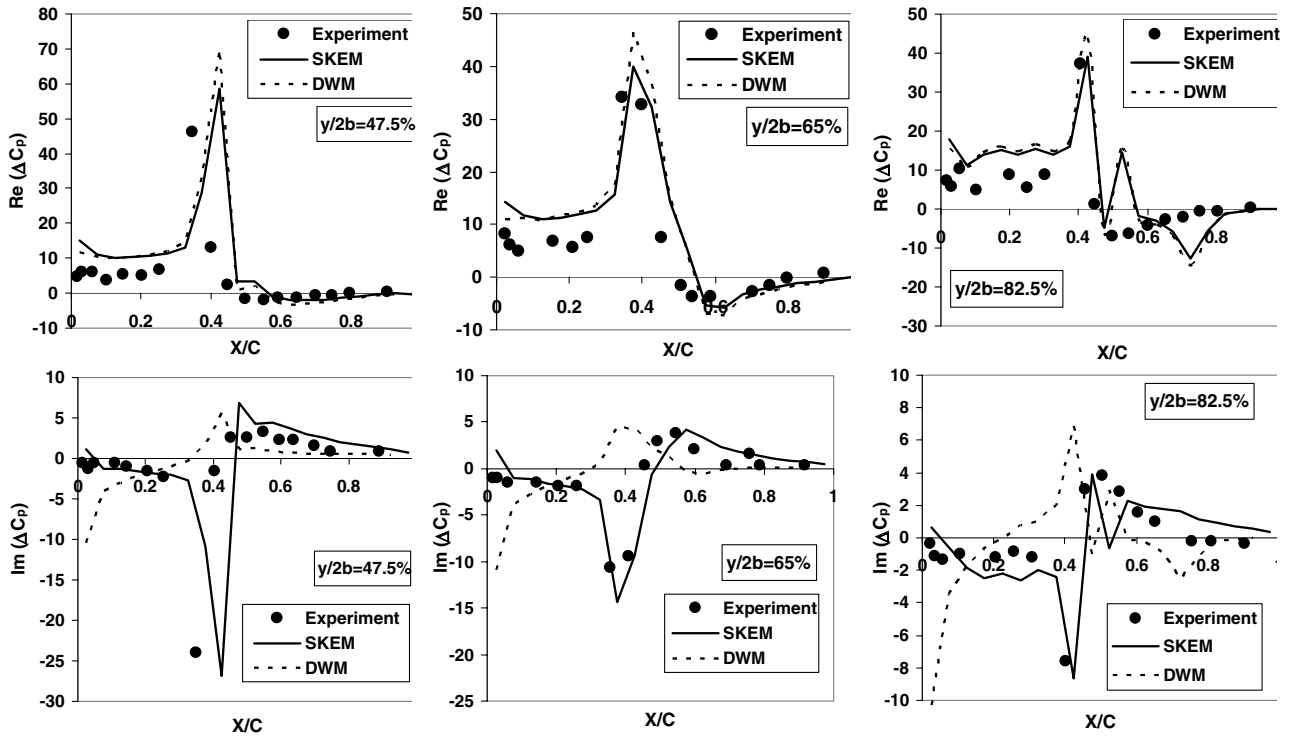 80
70
60
50
40
30
20
10
0
-10
Re (ΔCp)
0
0.2
0.4
0.6
0.8
X/C
Experiment
SKEM
DWM
y/2b=47.5%
50
40
30
20
10
0
-10
Re (ΔCp)
0
0.2
0.4
0.6
0.8
X/C
Experiment
SKEM
DWM
y/2b=65%
50
40
30
20
10
0
-10
-20
-30
Re (ΔCp)
0
0.2
0.4
0.6
0.8
X/C
Experiment
SKEM
DWM
y/2b=82.5%
10
5
0
-5
-10
-15
-20
-25
-30
Im (ΔCp)
0
0.2
0.4
0.6
0.8
X/C
y/2b=47.5%
Experiment
SKEM
DWM
10
5
0
-5
-10
-15
-20
-25
Im (ΔCp)
0
0.2
0.4
0.6
0.8
1
X/C
y/2b=65%
Experiment
SKEM
DWM
10
8
6
4
2
0
-2
-4
-6
-8
-10
Im (ΔCp)
0
0.2
0.4
0.6
0.8
X/C
y/2b=82.5%
Experiment
SKEM
DWM